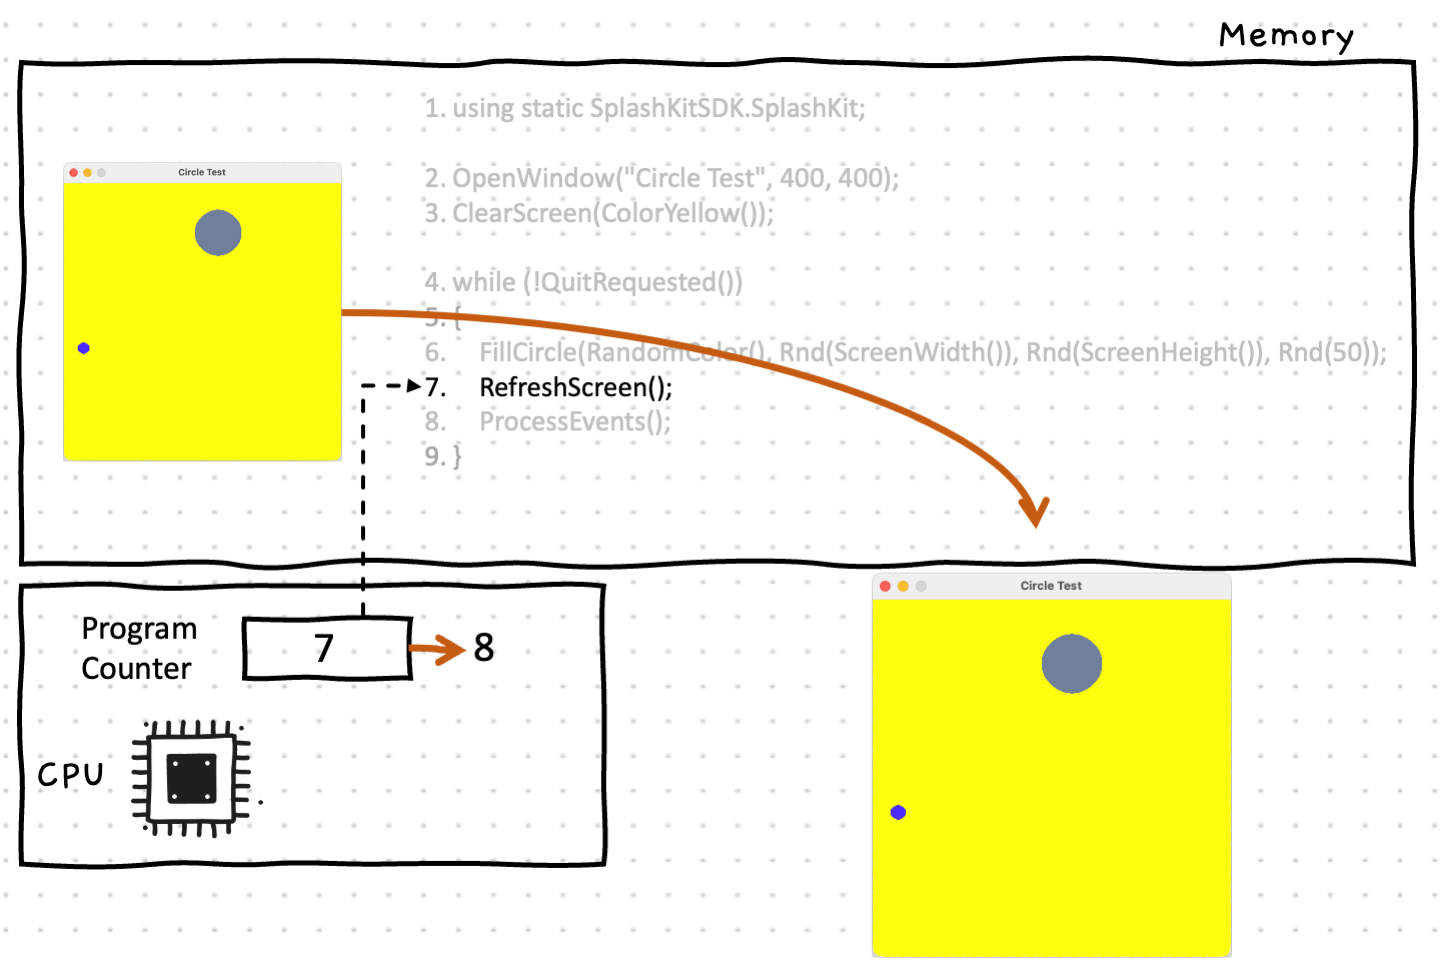 Memory
1. using static SplashKitSDK.SplashKit;
Circle Test
2. OpenWindow("Circle Test", 400, 400);
3. ClearScreen(ColorYellow());
4. while (!QuitRequested())
5. {
6. FillCircle(RandomColor(), Rnd(ScreenWidth()), Rnd(ScreenHeight()), Rnd(50));
7. RefreshScreen();
8. ProcessEvents();
9. }
Program
Counter
7
8
CPU
Circle Test